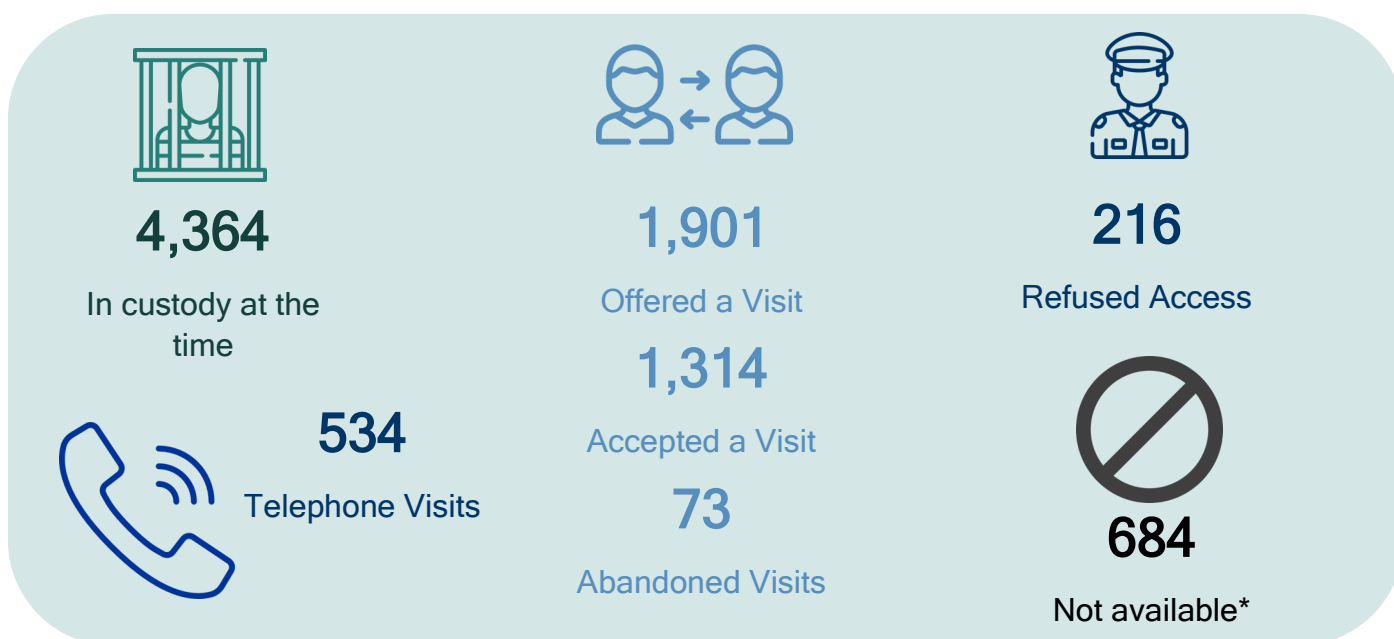 4,364
In custody at the
time
534
Telephone Visits
1,901
Offered a Visit
1,314
Accepted a Visit
73
Abandoned Visits
216
Refused Access
684
Not available*